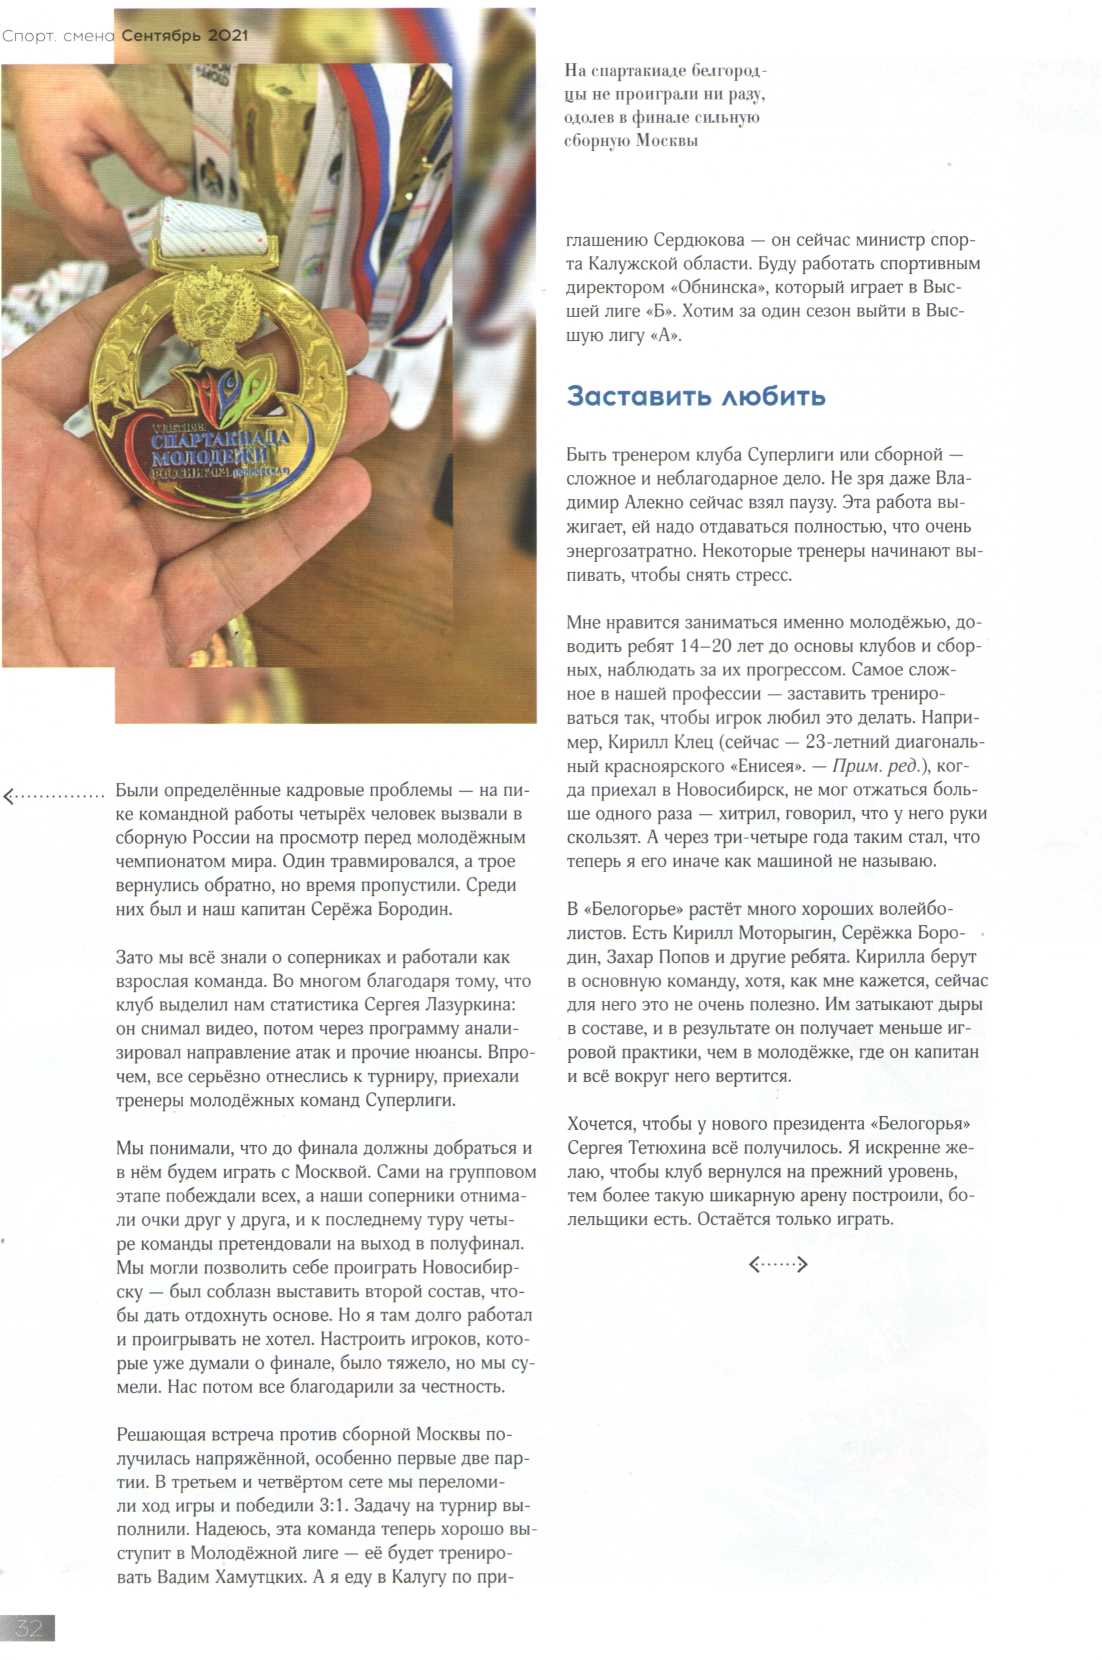 Спорт. смена Сентябрь 2021
СПАРТАКИАДА
МОЛОДЁЖИ
На спартакиаде белгород-
цы не проиграли ни разу,
одолев в финале сильную
сборную Москвы
Были определённые кадровые проблемы — на пи-
ке командной работы четырёх человек вызвали в
сборную России на просмотр перед молодёжным
чемпионатом мира. Один травмировался, а трое
вернулись обратно, но время пропустили. Среди
них был и наш капитан Серёжа Бородин.
Зато мы всё знали о соперниках и работали как
взрослая команда. Во многом благодаря тому, что
клуб выделил нам статистика Сергея Лазуркина:
он снимал видео, потом через программу анали-
зировал направление атак и прочие нюансы. Впро-
чем, все серьёзно отнеслись к турниру, приехали
тренеры молодёжных команд Суперлиги.
Мы понимали, что до финала должны добраться и
в нём будем играть с Москвой. Сами на групповом
этапе побеждали всех, а наши соперники отнима-
ли очки друг у друга, и к последнему туру четы-
ре команды претендовали на выход в полуфинал.
Мы могли позволить себе проиграть Новосибир-
ску — был соблазн выставить второй состав, что-
бы дать отдохнуть основе. Но я там долго работал
и проигрывать не хотел. Настроить игроков, кото-
рые уже думали о финале, было тяжело, но мы су-
мели. Нас потом все благодарили за честность.
Решающая встреча против сборной Москвы по-
лучилась напряжённой, особенно первые две пар-
тии. В третьем и четвёртом сете мы переломи-
ли ход игры и победили 3:1. Задачу на турнир вы-
полнили. Надеюсь, эта команда теперь хорошо вы-
ступит в Молодёжной лиге — её будет трениро-
вать Вадим Хамутцких. А я еду в Калугу по при-
глашению Сердюкова — он сейчас министр спор-
та Калужской области. Буду работать спортивным
директором «Обнинска», который играет в Выс-
шей лиге «Б». Хотим за один сезон выйти в Выс-
шую лигу «А».
Заставить любить
Быть тренером клуба Суперлиги или сборной —
сложное и неблагодарное дело. Не зря даже Вла-
димир Алекно сейчас взял паузу. Эта работа вы-
жигает, ей надо отдаваться полностью, что очень
энергозатратно. Некоторые тренеры начинают вы-
пивать, чтобы снять стресс.
Мне нравится заниматься именно молодёжью, до-
водить ребят 14–20 лет до основы клубов и сбор-
ных, наблюдать за их прогрессом. Самое слож-
ное в нашей профессии — заставить трениро-
ваться так, чтобы игрок любил это делать. Напри-
мер, Кирилл Клец (сейчас — 23-летний диагональ-
ный красноярского «Енисея». — Прим. ред.), ког-
да приехал в Новосибирск, не мог отжаться боль-
ше одного раза — хитрил, говорил, что у него руки
скользят. А через три-четыре года таким стал, что
теперь я его иначе как машиной не называю.
В «Белогорье» растёт много хороших волейбо-
листов. Есть Кирилл Моторыгин, Серёжка Боро-
дин, Захар Попов и другие ребята. Кирилла берут
в основную команду, хотя, как мне кажется, сейчас
для него это не очень полезно. Им затыкают дыры
в составе, и в результате он получает меньше иг-
ровой практики, чем в молодёжке, где он капитан
и всё вокруг него вертится.
Хочется, чтобы у нового президента «Белогорья»
Сергея Тетюхина всё получилось. Я искренне же-
лаю, чтобы клуб вернулся на прежний уровень,
тем более такую шикарную арену построили, бо-
лельщики есть. Остаётся только играть.
32